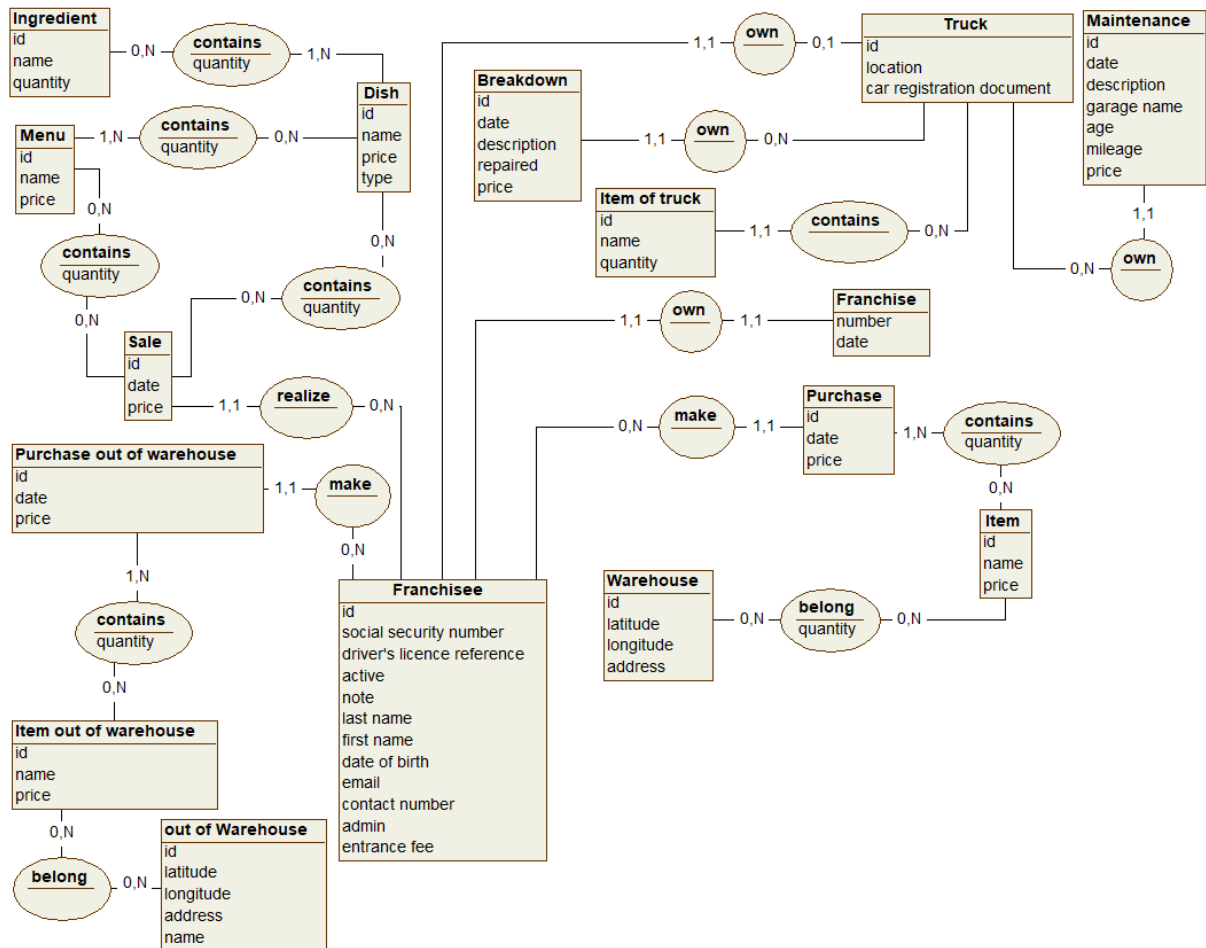 Ingredient
id
name
quantity
0,N
contains
quantity
1,N
Dish
id
name
price
type
Menu
id
name
price
1,N
contains
quantity
0,N
0,N
contains
quantity
0,N
0,N
contains
quantity
0,N
Sale
id
date
price
1,1
realize
0,N
1,1
own
0,1
Truck
id
location
car registration document
Breakdown
id
date
description
repaired
price
1,1
own
0,N
Item of truck
id
name
quantity
1,1
contains
0,N
Maintenance
id
date
description
garage name
age
mileage
price
1,1
own
0,N
1,1
own
1,1
Franchise
number
date
0,N
make
1,1
Purchase
id
date
price
1,N
contains
quantity
0,N
Item
id
name
price
Warehouse
id
latitude
longitude
address
0,N
belong
quantity
0,N
Purchase out of warehouse
id
date
price
1,1
make
0,N
1,N
contains
quantity
0,N
Item out of warehouse
id
name
price
0,N
belong
0,N
out of Warehouse
id
latitude
longitude
address
name
Franchisee
id
social security number
driver's licence reference
active
note
last name
first name
date of birth
email
contact number
admin
entrance fee